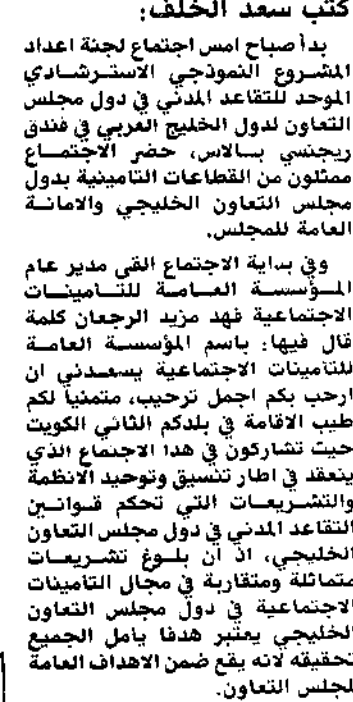 كتب سعد الخلف:
بدأ صباح امس اجتماع لجنة اعداد
المشروع النموذجي الاسترشادي
الموحد للتقاعد المدني في دول مجلس
التعاون لدول الخليج العربي في فندق
ريجنسي بالاس، حضر الاجتماع
ممثلون من القطاعات التامينية بدول
مجلس التعاون الخليجي والامانة
العامة للمجلس.
وفي بداية الاجتماع القى مدير عام
المؤسسة العامة للتامينات
الاجتماعية فهد مزيد الرجعان كلمة
قال فيها: باسم المؤسسة العامة
للتامينات الاجتماعية يسعدني ان
ارحب بكم اجمل ترحيب، متمنيا لكم
طيب الاقامة في بلدكم الثاني الكويت
حيث تشاركون في هذا الاجتماع الذي
ينعقد في اطار تنسيق وتوحيد الانظمة
والتشريعات التي تحكم قوانين
التقاعد المدني في دول مجلس التعاون
الخليجي، اذ ان بلوغ تشريعات
متماثلة ومتقاربة في مجال التامينات
الاجتماعية في دول مجلس التعاون
الخليجي يعتبر هدفا يامل الجميع
تحقيقه لانه يقع ضمن الاهداف العامة
لمجلس التعاون.